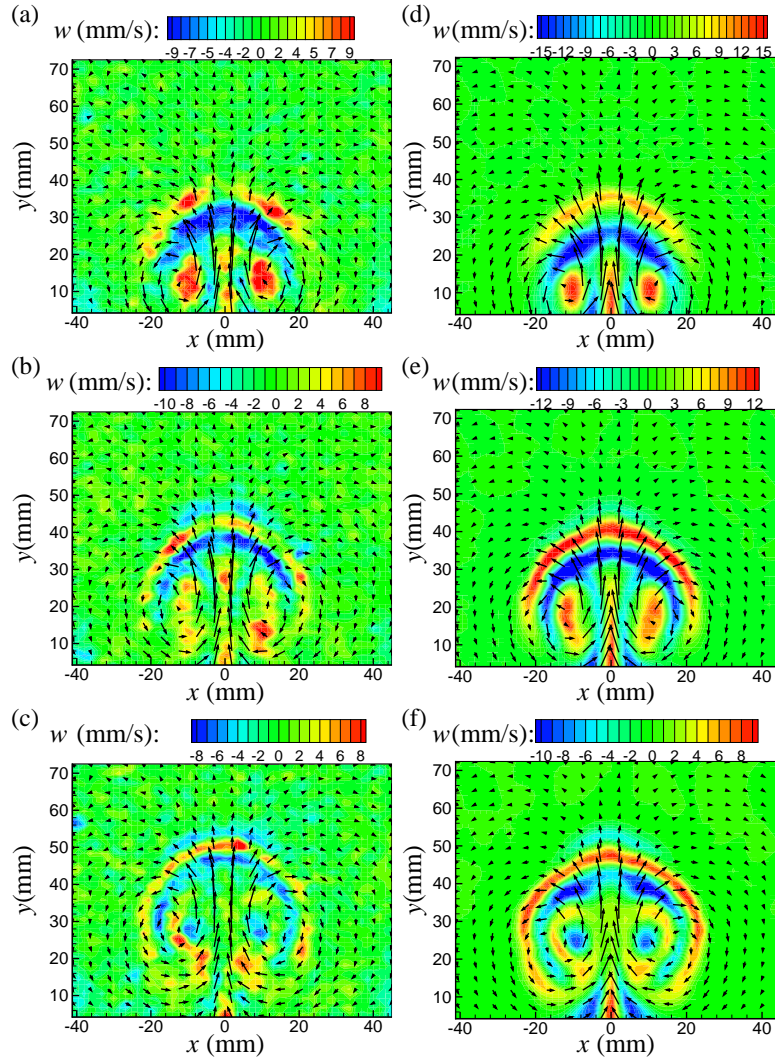 (a)
w (mm/s):
-9 -7 -5 -4 -2 0 2 4 5 7 9
70
60
50
40
30
20
10
y(mm)
-40 -20 0 20 40
x (mm)
(d)
w(mm/s):
-15 -12 -9 -6 -3 0 3 6 9 12 15
70
60
50
40
30
20
10
y(mm)
-40 -20 0 20 40
x (mm)
(b)
w (mm/s):
-10 -8 -6 -4 -2 0 2 4 6 8
70
60
50
40
30
20
10
y (mm)
-40 -20 0 20 40
x (mm)
(e)
w(mm/s):
-12 -9 -6 -3 0 3 6 9 12
70
60
50
40
30
20
10
y (mm)
-40 -20 0 20 40
x (mm)
(c)
w (mm/s):
-8 -6 -4 -2 0 2 4 6 8
70
60
50
40
30
20
10
y(mm)
-40 -20 0 20 40
x (mm)
(f)
w(mm/s):
-10 -8 -6 -4 -2 0 2 4 6 8
70
60
50
40
30
20
10
y(mm)
-40 -20 0 20 40
x (mm)